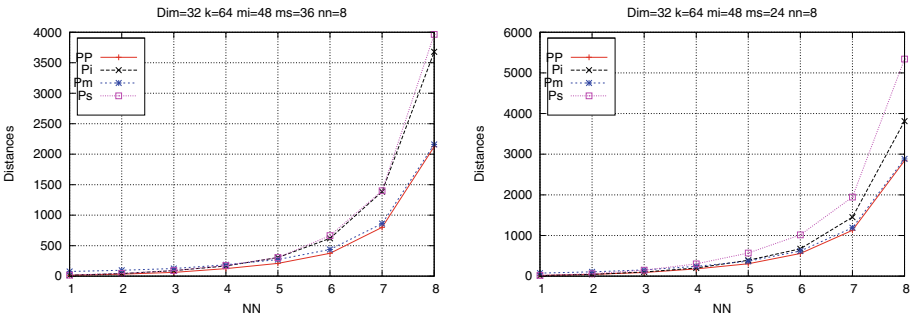 Dim=32 k=64 mi=48 ms=36 nn=8
4000
3500
3000
2500
2000
1500
1000
500
0
Distances
PP
Pi
Pm
Ps
1 2 3 4 5 6 7 8
NN
Dim=32 k=64 mi=48 ms=24 nn=8
6000
5000
4000
3000
2000
1000
0
Distances
PP
Pi
Pm
Ps
1 2 3 4 5 6 7 8
NN